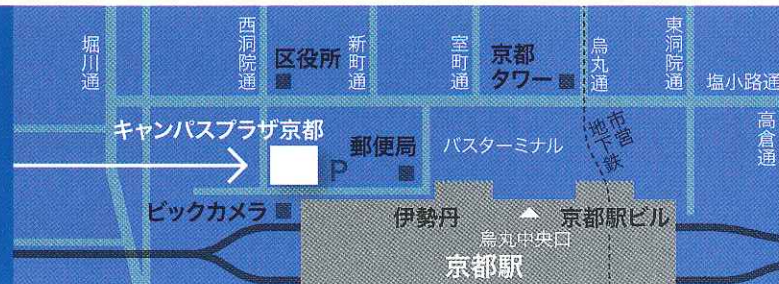 堀川通
西洞院通
区役所
新町通
室町通
京都
タワー
烏丸通
東洞院通
塩小路通
高倉通
キャンパスプラザ京都
P
郵便局
バスターミナル
市営
地下鉄
ビックカメラ
伊勢丹
烏丸中央口
京都駅ビル
京都駅